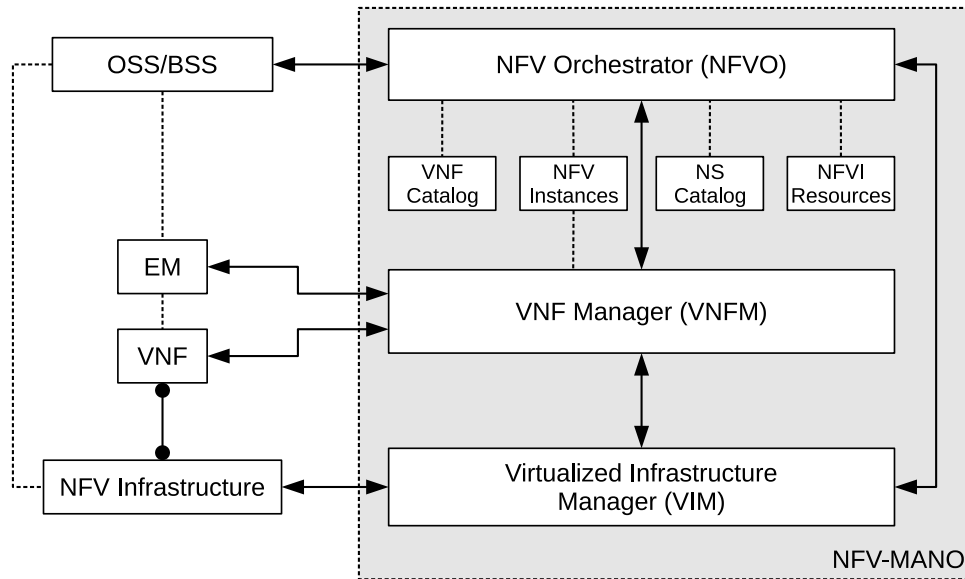 OSS/BSS
NFV Orchestrator (NFVO)
VNF
Catalog
NFV
Instances
NS
Catalog
NFVI
Resources
EM
VNF Manager (VNFM)
VNF
NFV Infrastructure
Virtualized Infrastructure
Manager (VIM)
NFV-MANO